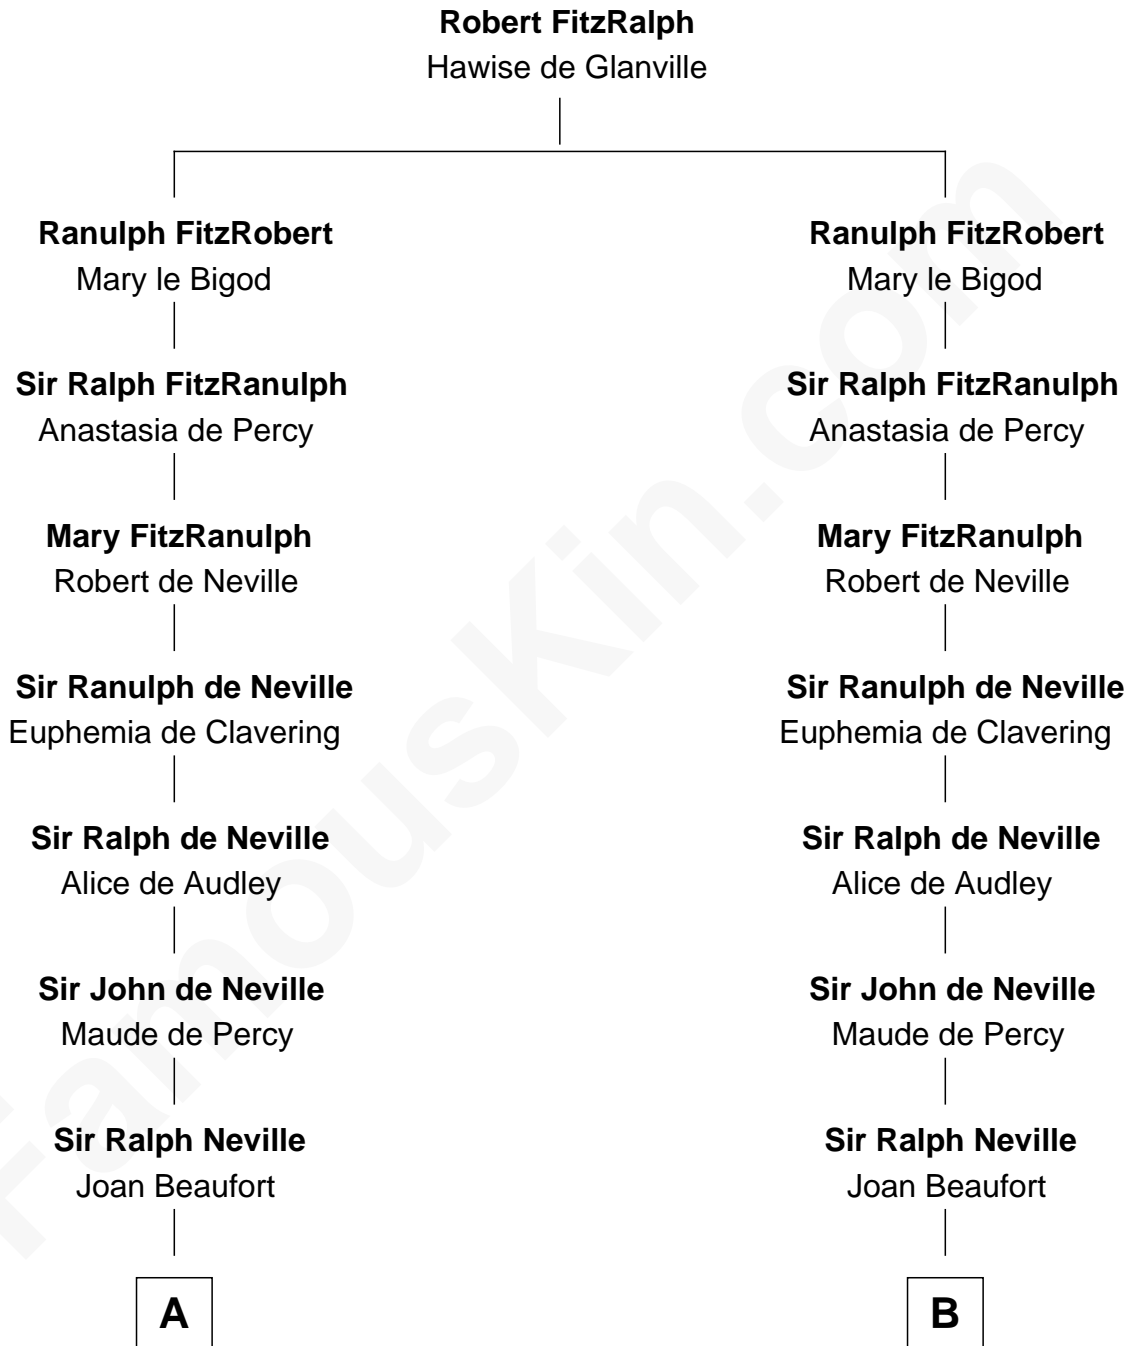 Robert FitzRalph
Hawise de Glanville
Ranulph FitzRobert
Mary le Bigod
Sir Ralph FitzRanulph
Anastasia de Percy
Mary FitzRanulph
Robert de Neville
Sir Ranulph de Neville
Euphemia de Clavering
Sir Ralph de Neville
Alice de Audley
Sir John de Neville
Maude de Percy
Sir Ralph Neville
Joan Beaufort
A
Ranulph FitzRobert
Mary le Bigod
Sir Ralph FitzRanulph
Anastasia de Percy
Mary FitzRanulph
Robert de Neville
Sir Ranulph de Neville
Euphemia de Clavering
Sir Ralph de Neville
Alice de Audley
Sir John de Neville
Maude de Percy
Sir Ralph Neville
Joan Beaufort
B
FamousKin.com